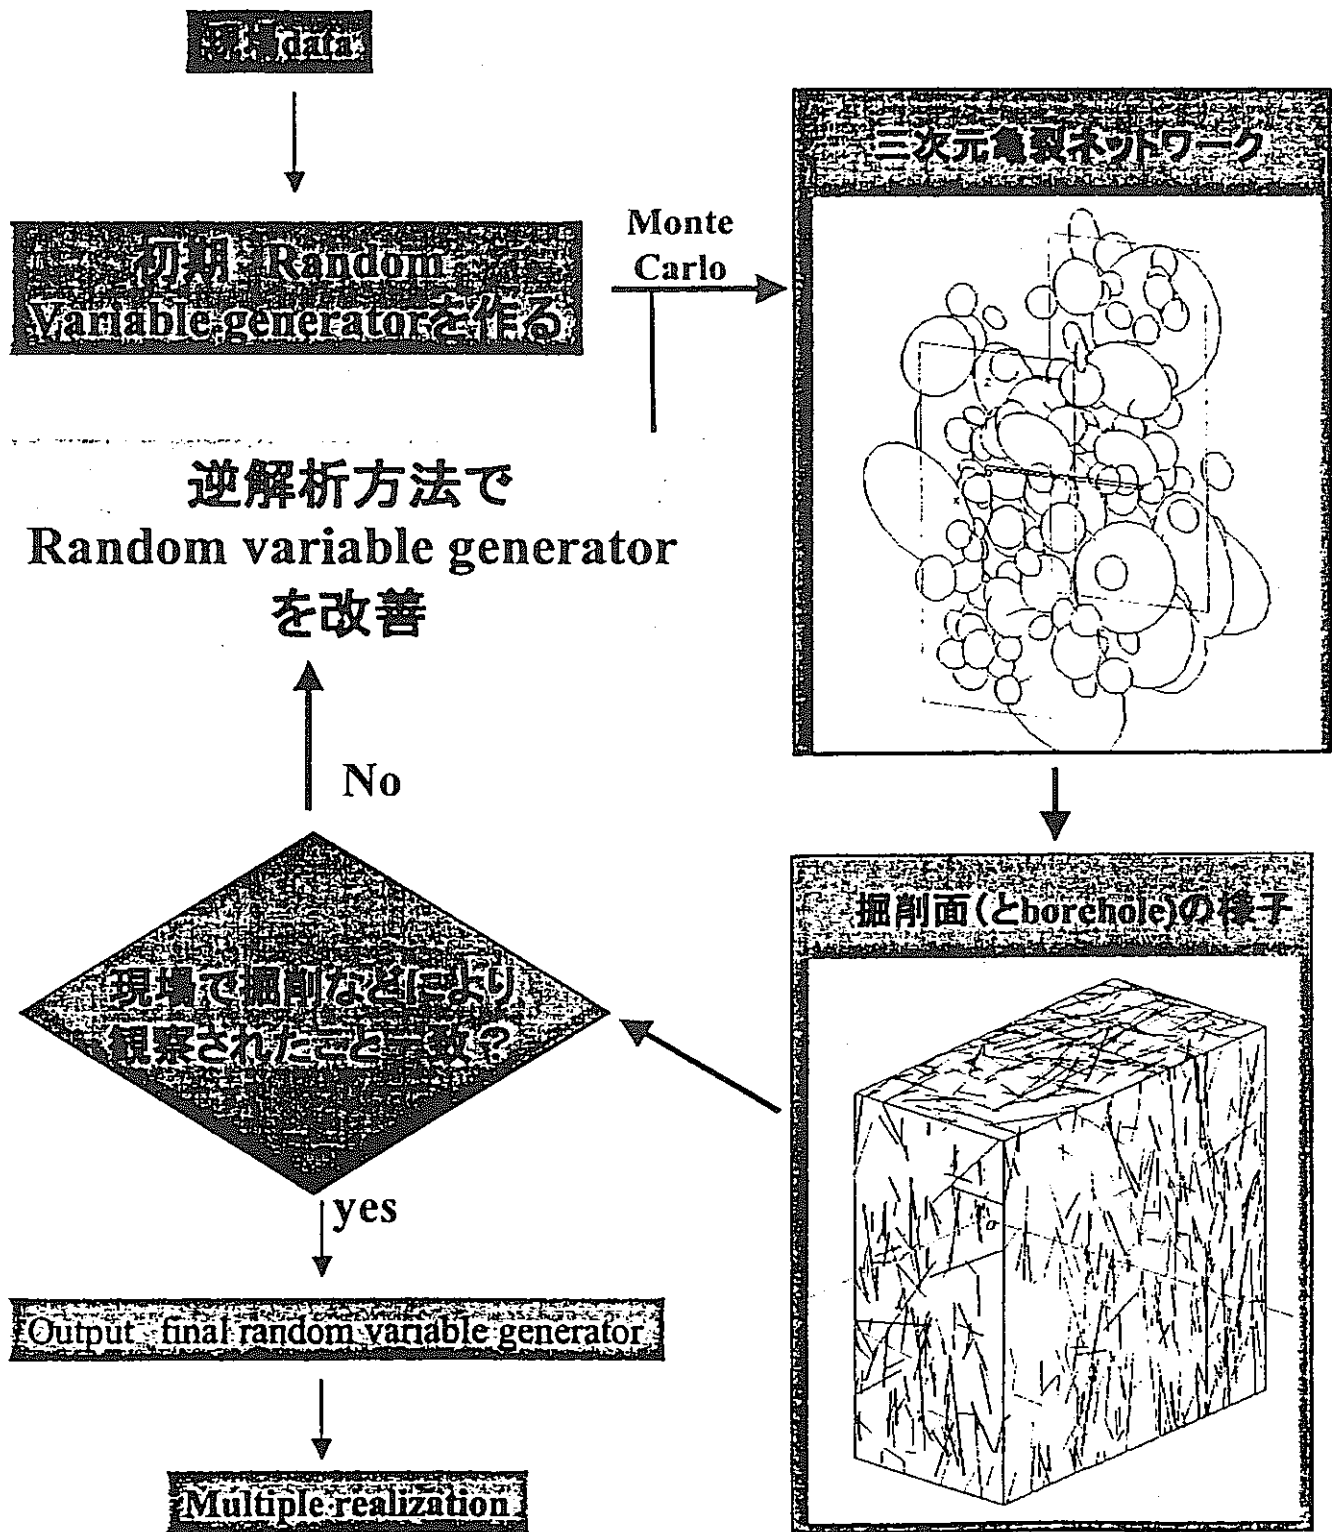 data
初期 Random
Variable generatorを作る
Monte
Carlo
三次元亀裂ネットワーク
逆解析方法で
Random variable generator
を改善
No
掘削面(とborehole)の様子
現場で掘削などにより
観察されたこと一致?
yes
Output final random variable generator
Multiple realization
z
x
o